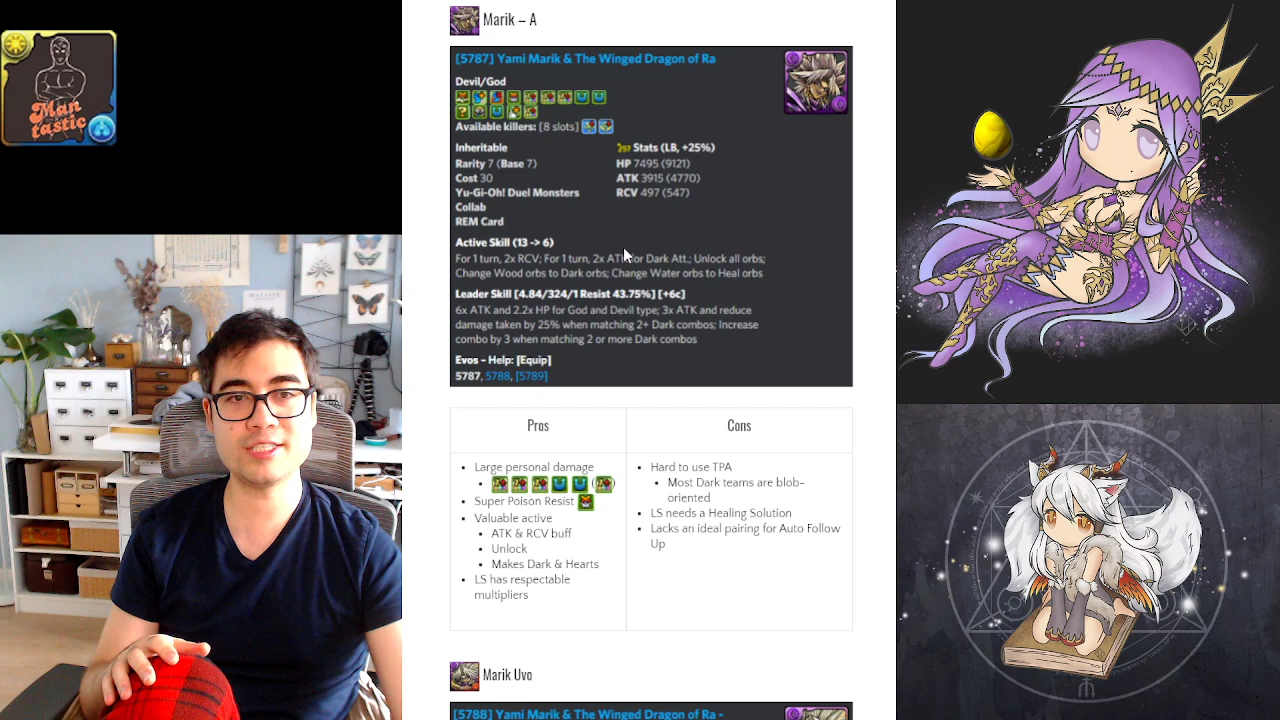 Man
tastic
Marik – A
[5787] Yami Marik & The Winged Dragon of Ra
Devil/God
Available killers: [8 slots]
Inheritable
Rarity 7 (Base 7)
Cost 30
Yu-Gi-Oh! Duel Monsters
Collab
REM Card
297 Stats (LB, +25%)
HP 7495 (9121)
ATK 3915 (4770)
RCV 497 (547)
Active Skill (13 -> 6)
For 1 turn, 2x RCV; For 1 turn, 2x AT for Dark Att.; Unlock all orbs;
Change Wood orbs to Dark orbs; Change Water orbs to Heal orbs
Leader Skill [4.84/324/1 Resist 43.75%] [+6c]
6x ATK and 2.2x HP for God and Devil type; 3x ATK and reduce
damage taken by 25% when matching 2+ Dark combos; Increase
combo by 3 when matching 2 or more Dark combos
Evos – Help: [Equip]
5787, 5788, [5789]
Pros
Large personal damage
( )
Super Poison Resist
Valuable active
ATK & RCV buff
Unlock
Makes Dark & Hearts
LS has respectable
multipliers
Cons
Hard to use TPA
Most Dark teams are blob-
oriented
LS needs a Healing Solution
Lacks an ideal pairing for Auto Follow
Up
Marik Uvo
[5788] Yami Marik & The Winged Dragon of Ra -